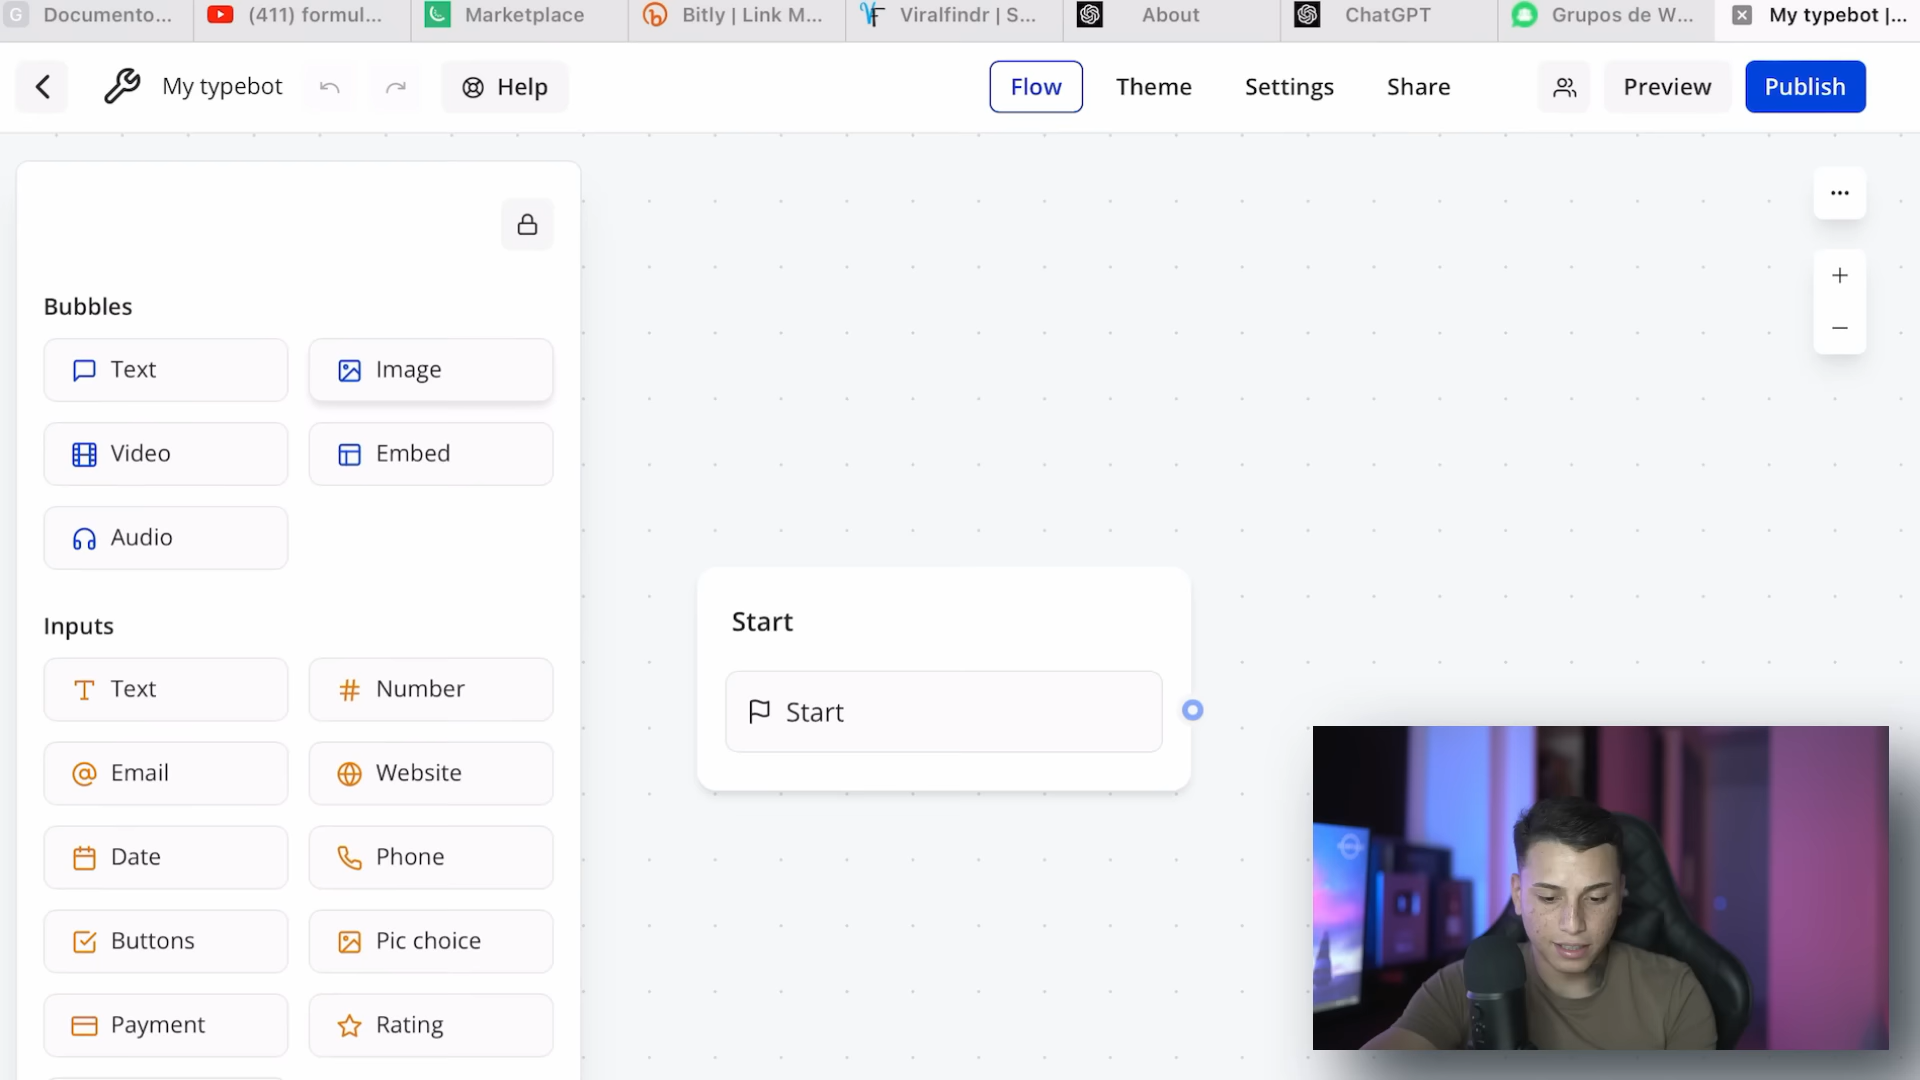 G Documento...
(411) formul...
Marketplace
Bitly | Link M...
Viralfindr | S...
About
ChatGPT
Grupos de W...
My typebot |...
My typebot
Help
Flow
Theme
Settings
Share
Preview
Publish
Bubbles
Text
Image
Video
Embed
Audio
Inputs
Text
Number
Email
Website
Date
Phone
Buttons
Pic choice
Payment
Rating
Start
Start